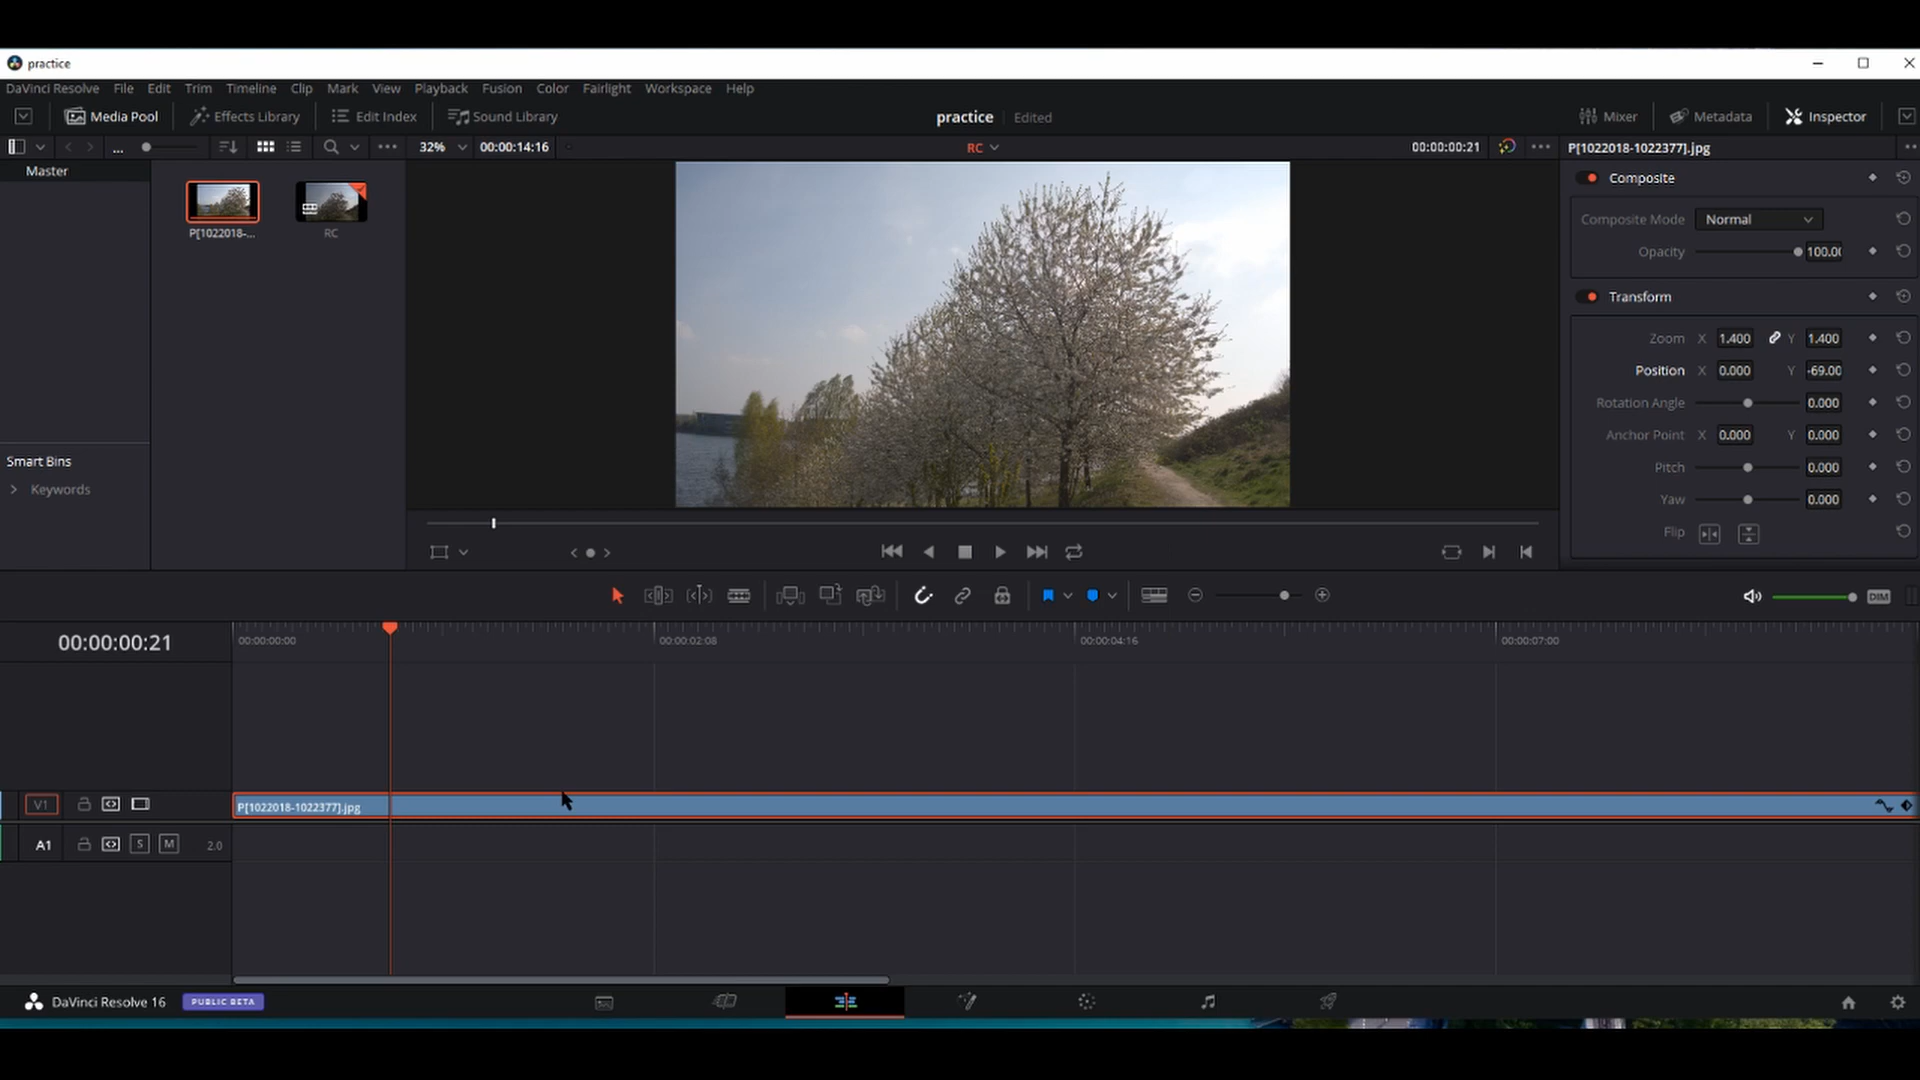 practice
DaVinci Resolve File Edit Trim Timeline Clip Mark View Playback Fusion Color Fairlight Workspace Help
Media Pool Effects Library Edit Index Sound Library practice Edited Mixer Metadata Inspector
... 32% 00:00:14:16 RC 00:00:00:21 P[1022018-1022377].jpg
Master
Composite
Composite Mode Normal
P[1022018-... RC
Opacity 100.00
Transform
Zoom X 1.400 Y 1.400
Position X 0.000 Y -69.00
Rotation Angle 0.000
Anchor Point X 0.000 Y 0.000
Smart Bins
Pitch 0.000
Keywords
Yaw 0.000
Flip
DIM
00:00:00:21 00:00:00:00 00:00:02:08 00:00:04:16 00:00:07:00
V1 P[1022018-1022377].jpg
A1 S M 2.0
DaVinci Resolve 16 PUBLIC BETA